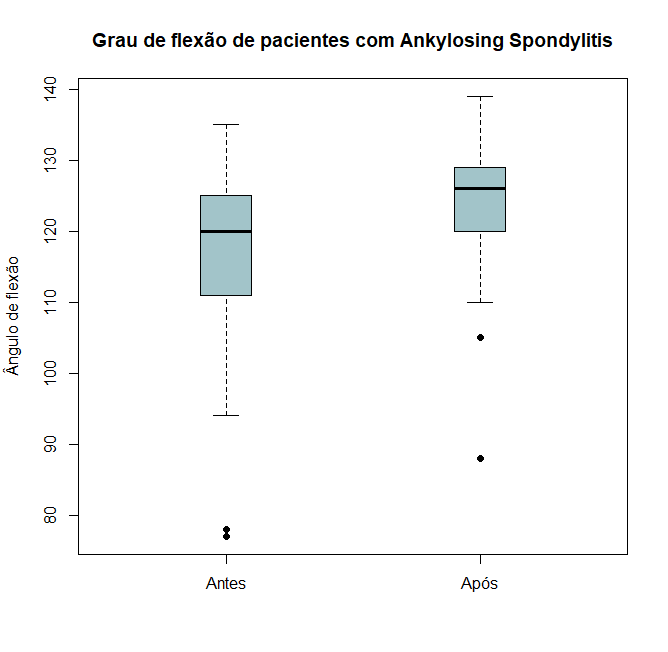 Grau de flexão de pacientes com Ankylosing Spondylitis
Ângulo de flexão
140
130
120
110
100
90
80
Antes
Após